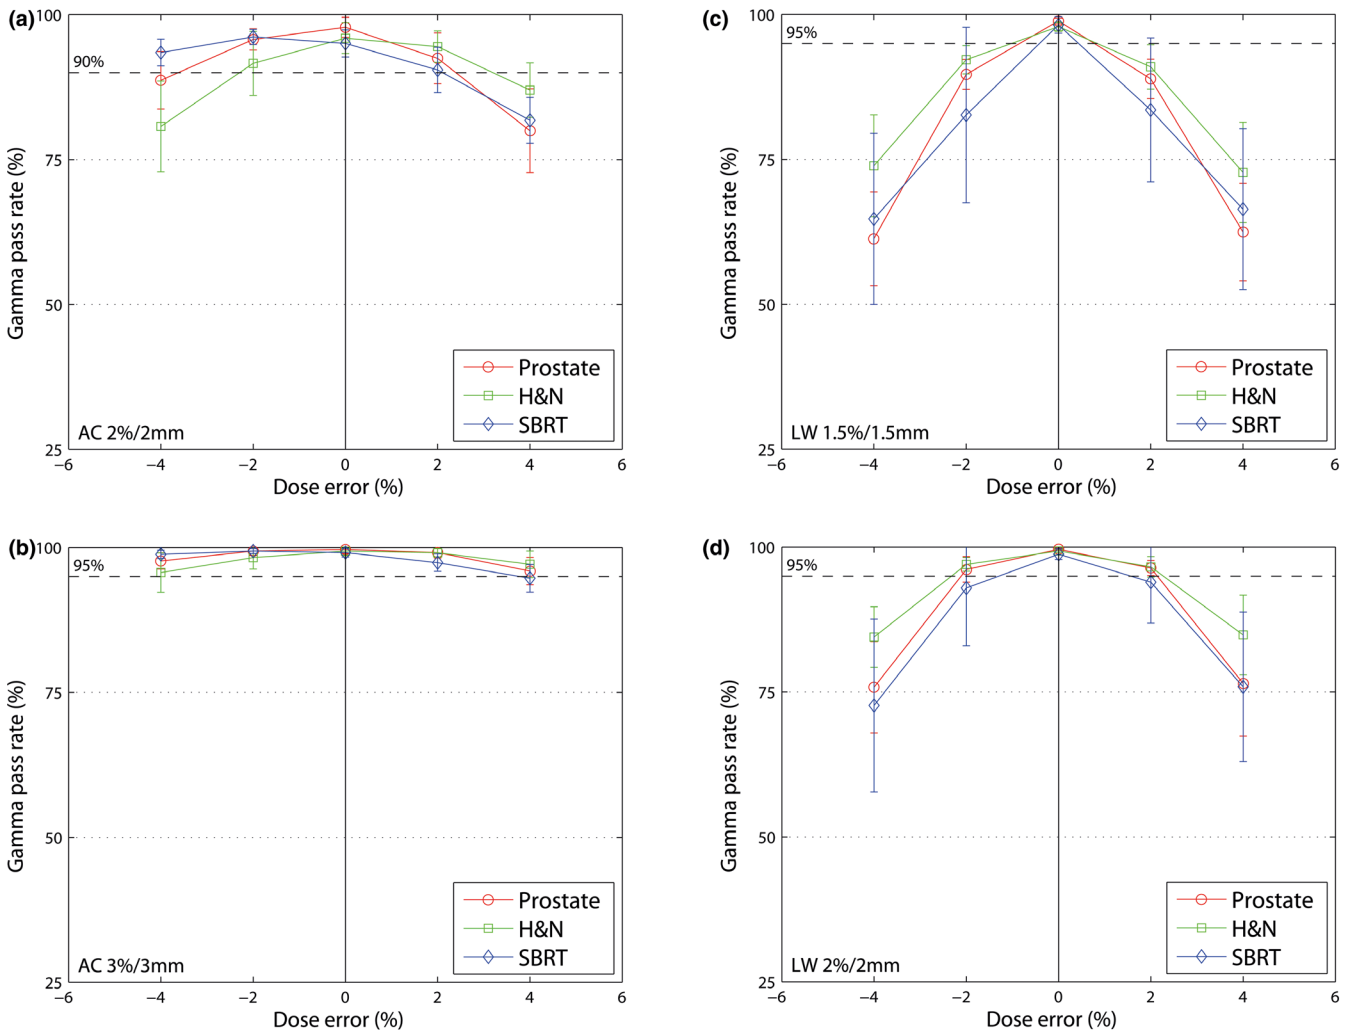 (a)
100
90%
75
50
25
Gamma pass rate (%)
AC 2%/2mm
Prostate
H&N
SBRT
−6 −4 −2 0 2 4 6
Dose error (%)
(c)
100
95%
75
50
25
Gamma pass rate (%)
LW 1.5%/1.5mm
Prostate
H&N
SBRT
−6 −4 −2 0 2 4 6
Dose error (%)
(b)
100
95%
75
50
25
Gamma pass rate (%)
AC 3%/3mm
Prostate
H&N
SBRT
−6 −4 −2 0 2 4 6
Dose error (%)
(d)
100
95%
75
50
25
Gamma pass rate (%)
LW 2%/2mm
Prostate
H&N
SBRT
−6 −4 −2 0 2 4 6
Dose error (%)